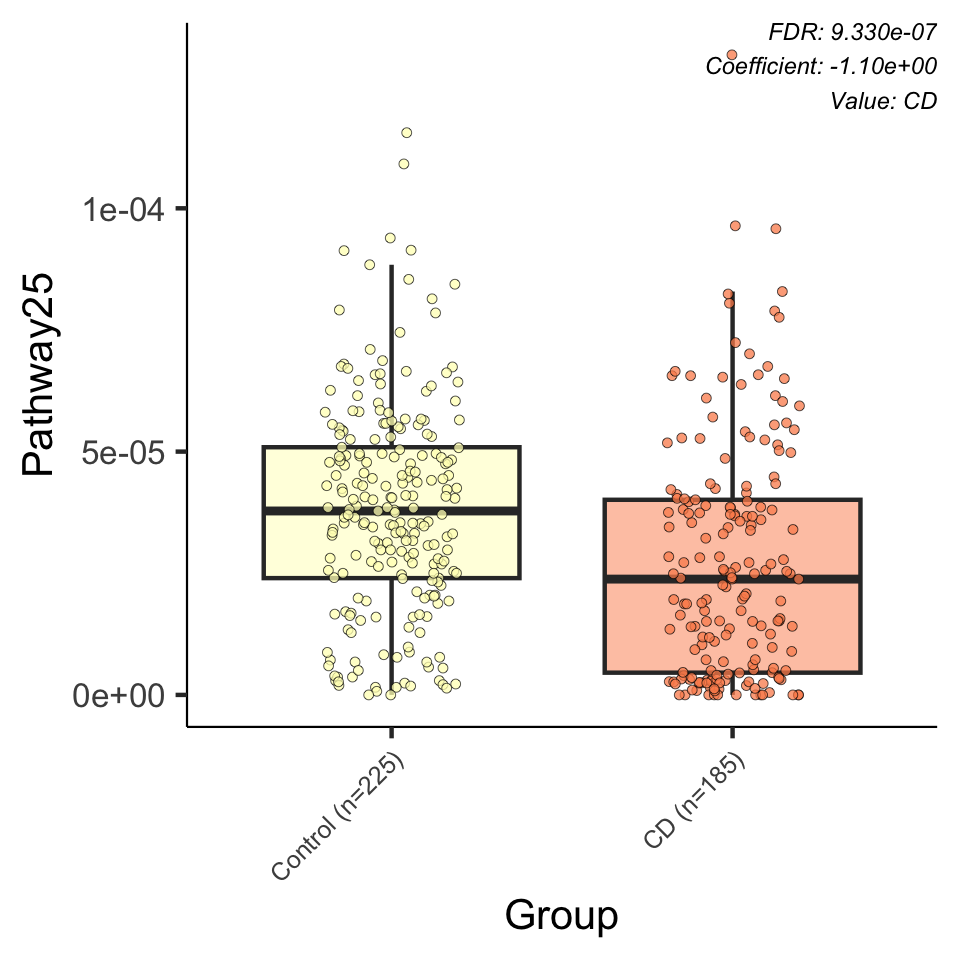 FDR: 9.330e-07
Coefficient: -1.10e+00
Value: CD
Pathway25
1e-04
5e-05
0e+00
Control (n=225)
CD (n=185)
Group